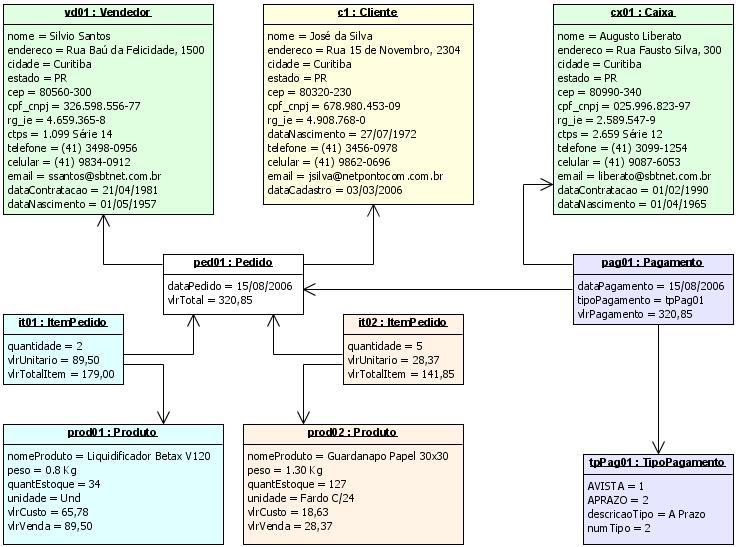 vd01 : Vendedor
nome = Silvio Santos
endereco = Rua Baú da Felicidade, 1500
cidade = Curitiba
estado = PR
cep = 80560-300
cpf_cnpj = 326.598.556-77
rg_ie = 4.659.365-8
ctps = 1.099 Série 14
telefone = (41) 3498-0956
celular = (41) 9834-0912
email = ssantos@sbtnet.com.br
dataContratacao = 21/04/1981
dataNascimento = 01/05/1957
c1 : Cliente
nome = José da Silva
endereco = Rua 15 de Novembro, 2304
cidade = Curitiba
estado = PR
cep = 80320-230
cpf_cnpj = 678.980.453-09
rg_ie = 4.908.768-0
dataNascimento = 27/07/1972
telefone = (41) 3456-0978
celular = (41) 9862-0696
email = jsilva@netpontocom.com.br
dataCadastro = 03/03/2006
cx01 : Caixa
nome = Augusto Liberato
endereco = Rua Fausto Silva, 300
cidade = Curitiba
estado = PR
cep = 80990-340
cpf_cnpj = 025.996.823-97
rg_ie = 2.589.547-9
ctps = 2.659 Série 12
telefone = (41) 3099-1254
celular = (41) 9087-6053
email = liberato@sbtnet.com.br
dataContratacao = 01/02/1990
dataNascimento = 01/04/1965
ped01 : Pedido
dataPedido = 15/08/2006
vlrTotal = 320,85
pag01 : Pagamento
dataPagamento = 15/08/2006
tipoPagamento = tpPag01
vlrPagamento = 320,85
it01 : ItemPedido
quantidade = 2
vlrUnitario = 89,50
vlrTotalItem = 179,00
it02 : ItemPedido
quantidade = 5
vlrUnitario = 28,37
vlrTotalItem = 141,85
prod01 : Produto
nomeProduto = Liquidificador Betax V120
peso = 0.8 Kg
quantEstoque = 34
unidade = Und
vlrCusto = 65,78
vlrVenda = 89,50
prod02 : Produto
nomeProduto = Guardanapo Papel 30x30
peso = 1.30 Kg
quantEstoque = 127
unidade = Fardo C/24
vlrCusto = 18,63
vlrVenda = 28,37
tpPag01 : TipoPagamento
AVISTA = 1
APRAZO = 2
descricaoTipo = A Prazo
numTipo = 2